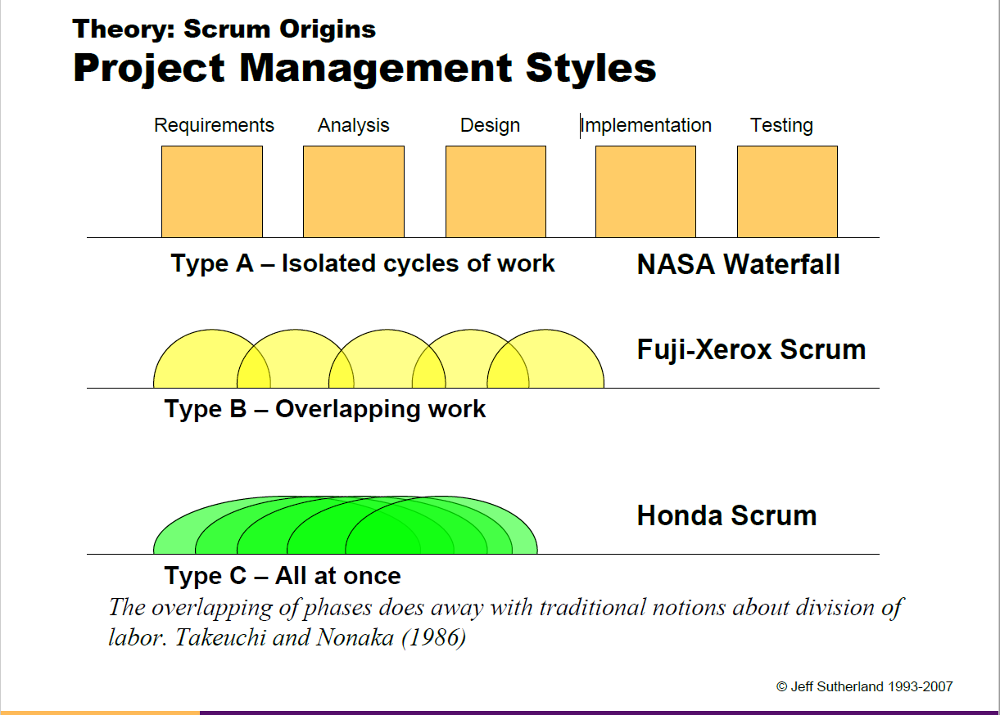 Theory: Scrum Origins
Project Management Styles
Requirements Analysis Design Implementation Testing
Type A – Isolated cycles of work NASA Waterfall
Fuji-Xerox Scrum
Type B – Overlapping work
Honda Scrum
Type C – All at once
The overlapping of phases does away with traditional notions about division of
labor. Takeuchi and Nonaka (1986)
© Jeff Sutherland 1993-2007